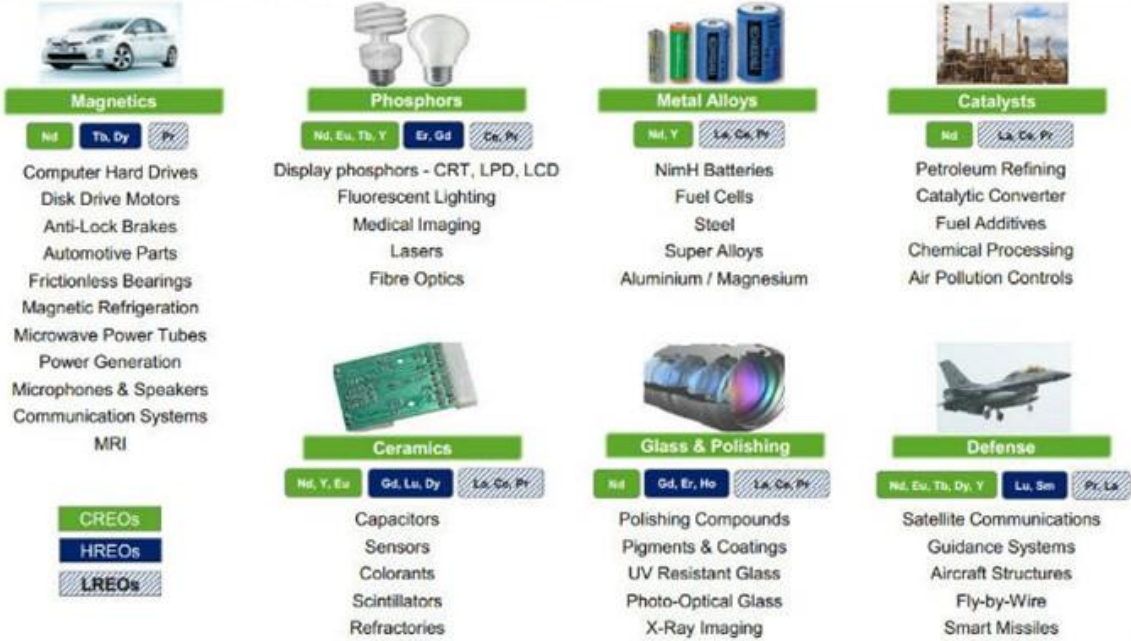 Magnetics
Nd
Tb, Dy
Pr
Computer Hard Drives
Disk Drive Motors
Anti-Lock Brakes
Automotive Parts
Frictionless Bearings
Magnetic Refrigeration
Microwave Power Tubes
Power Generation
Microphones & Speakers
Communication Systems
MRI
Phosphors
Nd, Eu, Tb, Y
Er, Gd
Ce, Pr
Display phosphors - CRT, LPD, LCD
Fluorescent Lighting
Medical Imaging
Lasers
Fibre Optics
Metal Alloys
Nd, Y
La, Ce, Pr
NimH Batteries
Fuel Cells
Steel
Super Alloys
Aluminium / Magnesium
Catalysts
Nd
La, Ce, Pr
Petroleum Refining
Catalytic Converter
Fuel Additives
Chemical Processing
Air Pollution Controls
Ceramics
Nd, Y, Eu
Gd, Lu, Dy
La, Ce, Pr
Capacitors
Sensors
Colorants
Scintillators
Refractories
Glass & Polishing
Nd
Gd, Er, Ho
La, Ce, Pr
Polishing Compounds
Pigments & Coatings
UV Resistant Glass
Photo-Optical Glass
X-Ray Imaging
Defense
Nd, Eu, Tb, Dy, Y
Lu, Sm
Pr, La
Satellite Communications
Guidance Systems
Aircraft Structures
Fly-by-Wire
Smart Missiles
CREOs
HREOs
LREOs